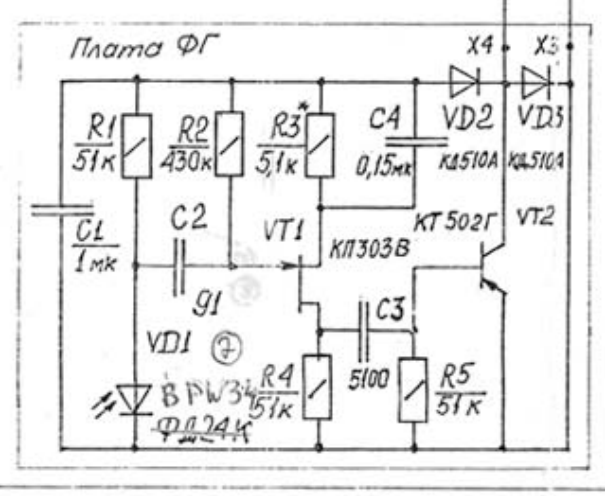 Плата ФГ
X4
X3
R1
51к
R2
430к
R3*
5,1к
C4
0,15мк
VD2
КД510А
VD3
КД510А
C1
1мк
C2
VT1
КП303В
КТ502Г
VT2
C3
5100
VD1
7
BPW34
ФД24К
R4
51к
R5
51к